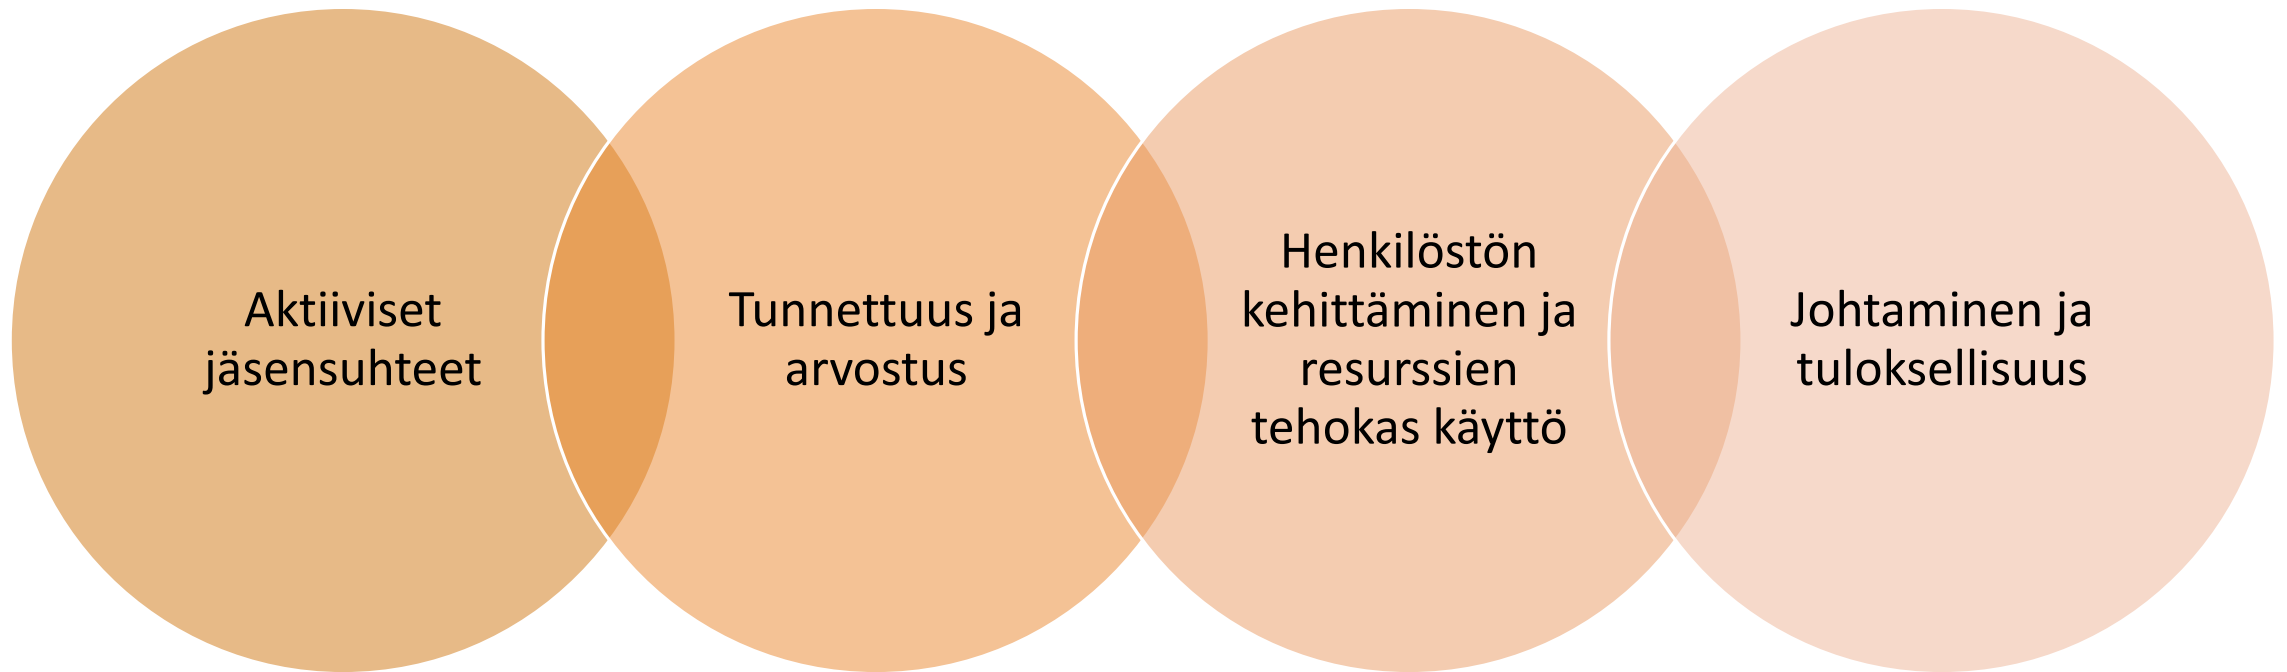 Aktiiviset
jäsensuhteet
Tunnettuus ja
arvostus
Henkilöstön
kehittäminen ja
resurssien
tehokas käyttö
Johtaminen ja
tuloksellisuus